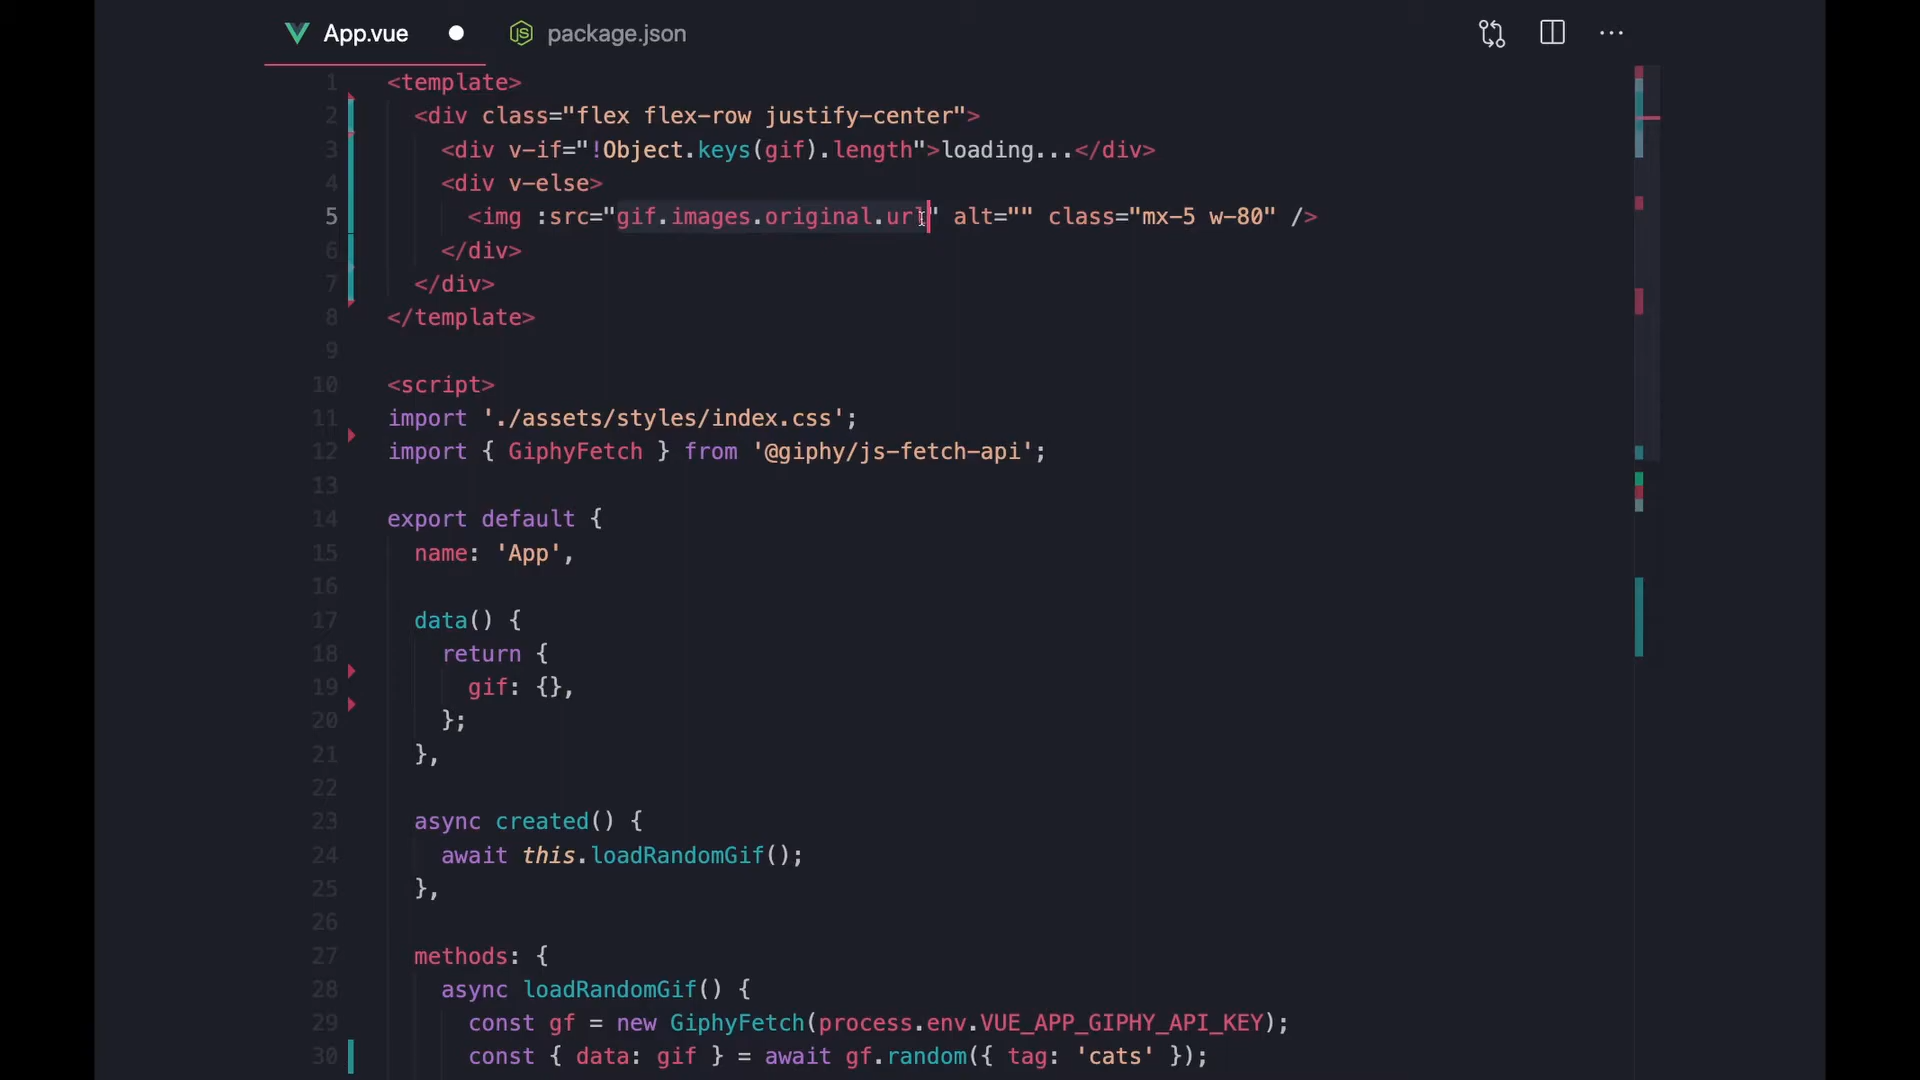 App.vue
JS package.json
1 <template>
2 <div class="flex flex-row justify-center">
3 <div v-if="!Object.keys(gif).length">loading...</div>
4 <div v-else>
5 <img :src="gif.images.original.url" alt="" class="mx-5 w-80" />
6 </div>
7 </div>
8 </template>
9
10 <script>
11 import './assets/styles/index.css';
12 import { GiphyFetch } from '@giphy/js-fetch-api';
13
14 export default {
15 name: 'App',
16
17 data() {
18 return {
19 gif: {},
20 };
21 },
22
23 async created() {
24 await this.loadRandomGif();
25 },
26
27 methods: {
28 async loadRandomGif() {
29 const gf = new GiphyFetch(process.env.VUE_APP_GIPHY_API_KEY);
30 const { data: gif } = await gf.random({ tag: 'cats' });